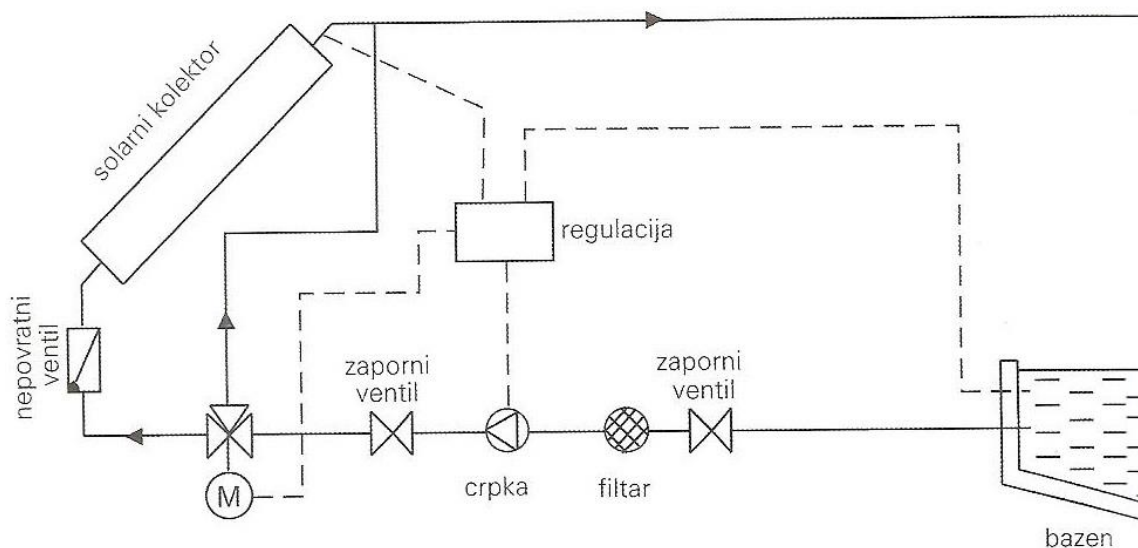 solarni kolektor
regulacija
nepovratni
ventil
zaporni
ventil
zaporni
ventil
M
crpka
filtar
bazen